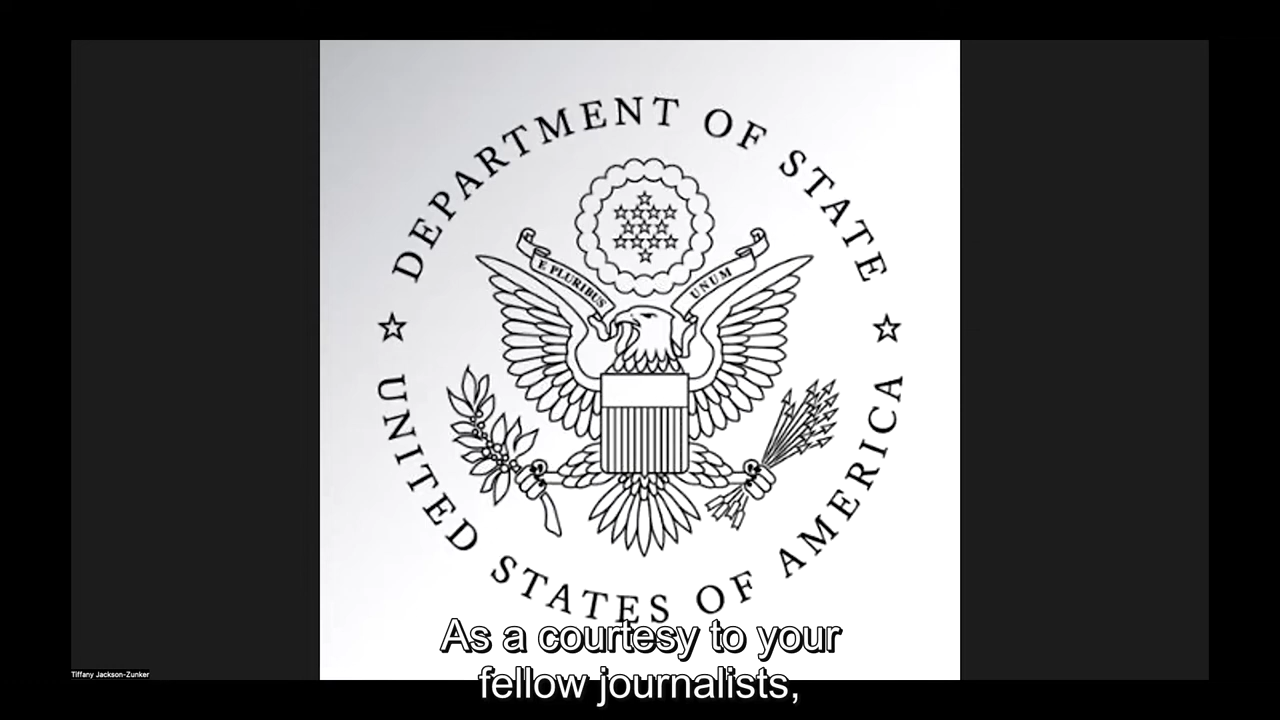 DEPARTMENT OF STATE
E PLURIBUS UNUM
UNITED STATES OF AMERICA
As a courtesy to your
fellow journalists,
Tiffany Jackson-Zunker